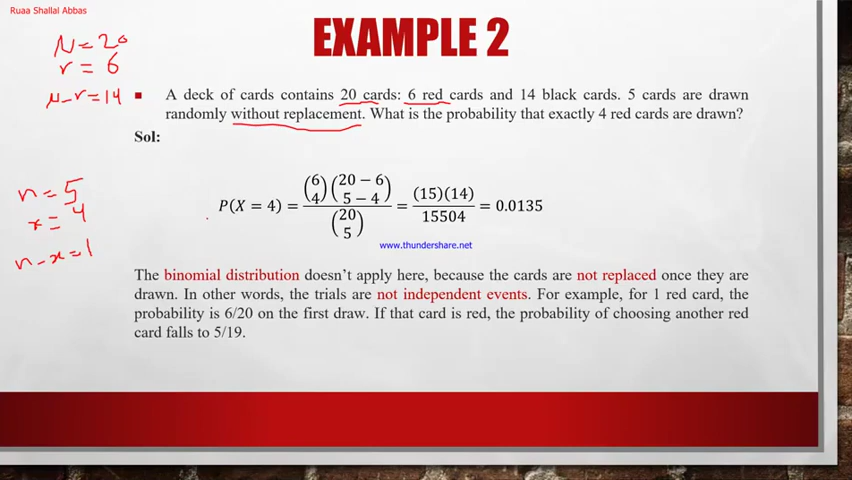 Ruaa Shallal Abbas
EXAMPLE 2
N = 20
r = 6
N-r = 14
■ A deck of cards contains 20 cards: 6 red cards and 14 black cards. 5 cards are drawn
randomly without replacement. What is the probability that exactly 4 red cards are drawn?
Sol:
n = 5
x = 4
n-x = 1
P(X = 4) = (6 4)(20 − 6 5 − 4) / (20 5) = (15)(14) / 15504 = 0.0135
www.thundershare.net
The binomial distribution doesn't apply here, because the cards are not replaced once they are
drawn. In other words, the trials are not independent events. For example, for 1 red card, the
probability is 6/20 on the first draw. If that card is red, the probability of choosing another red
card falls to 5/19.